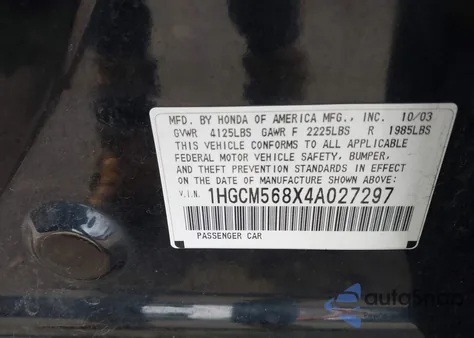 MFD. BY HONDA OF AMERICA MFG., INC. 10/03
GVWR 4125LBS GAWR F 2225LBS R 1985LBS
THIS VEHICLE CONFORMS TO ALL APPLICABLE
FEDERAL MOTOR VEHICLE SAFETY, BUMPER,
AND THEFT PREVENTION STANDARDS IN EFFECT
ON THE DATE OF MANUFACTURE SHOWN ABOVE.
V.I.N. 1HGCM568X4A027297
PASSENGER CAR
autoSnap